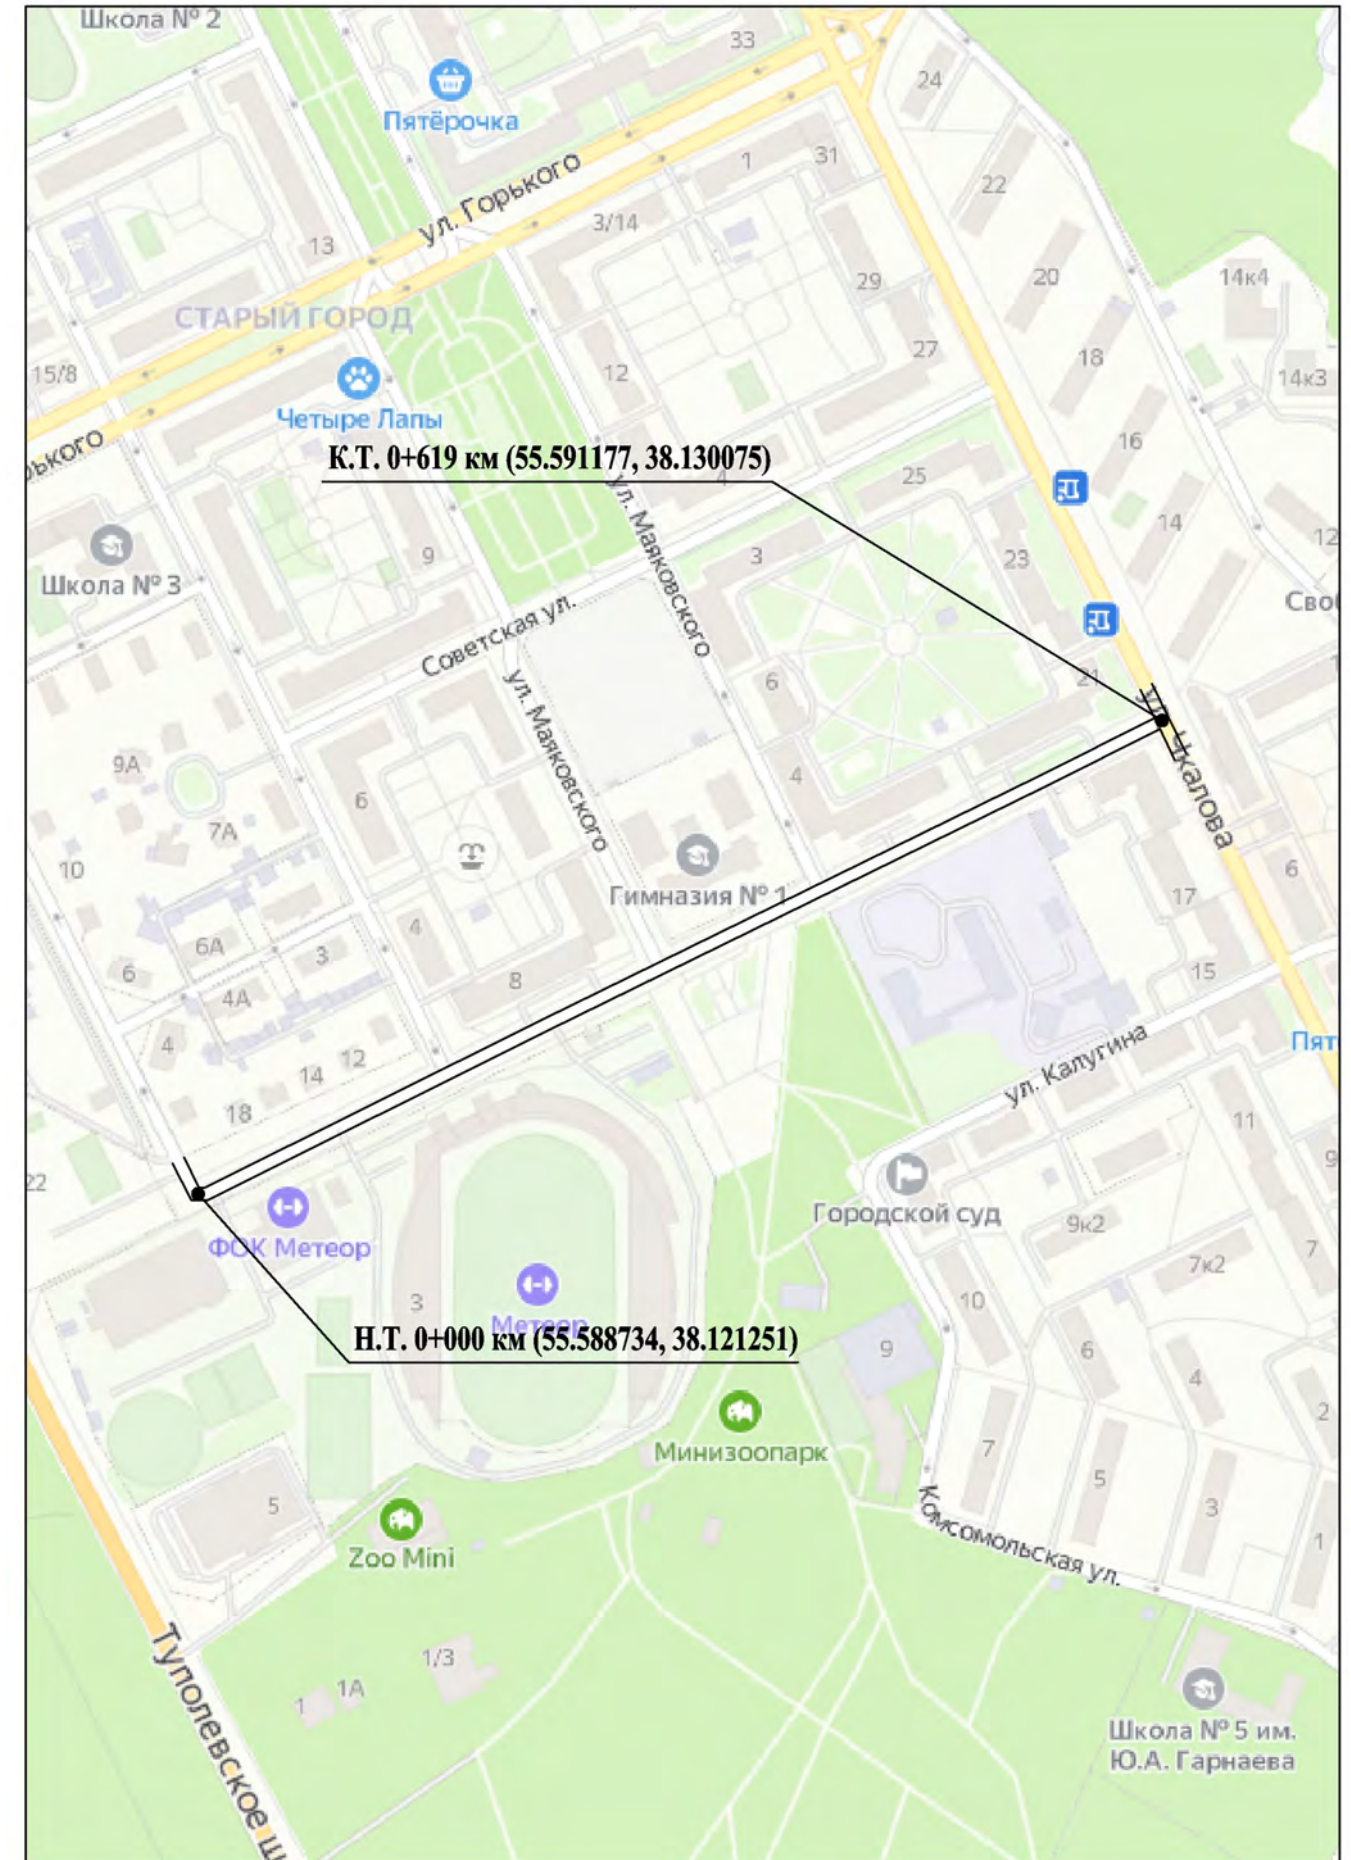 Школа № 2
33
24
Пятёрочка
1
31
22
ул. Горького
3/14
13
20
14к4
29
СТАРЫЙ ГОРОД
27
18
15/8
12
14к3
Четыре Лапы
16
К.Т. 0+619 км (55.591177, 38.130075)
4
25
14
12
9
3
23
Школа № 3
ул. Маяковского
Советская ул.
6
21
ул. Маяковского
ул. Чкалова
9А
4
6
7А
10
Гимназия № 1
6
17
4
6А
3
6
8
15
4А
4
12
14
ул. Калугина
18
11
22
Городской суд
9к2
ФОК Метеор
7
7к2
3
10
Метеор
Н.Т. 0+000 км (55.588734, 38.121251)
9
6
4
2
Минизоопарк
7
5
5
3
Комсомольская ул.
1
Zoo Mini
1/3
1А
1
Туполевское ш
Школа № 5 им.
Ю.А. Гарнаева